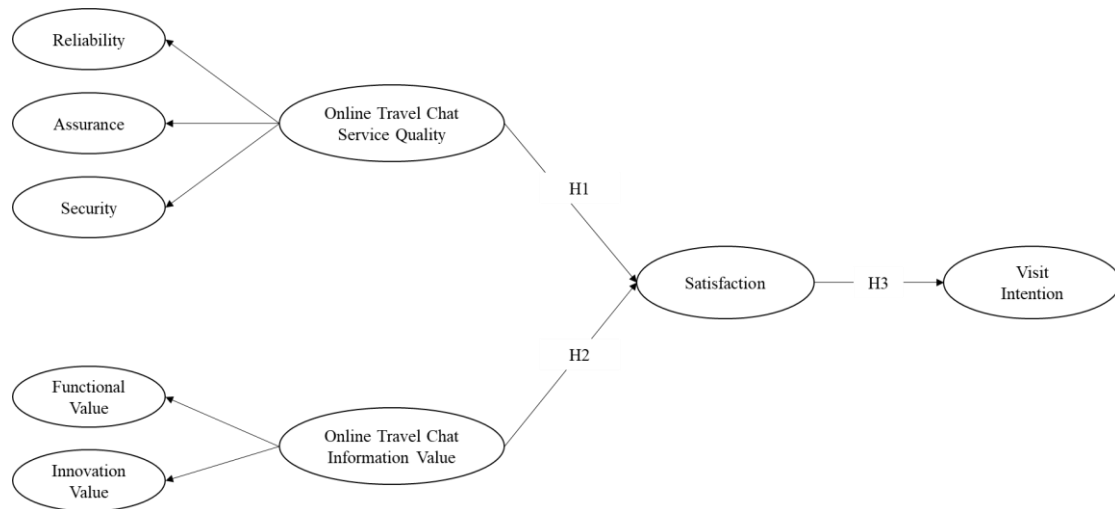 Reliability
Assurance
Security
Online Travel Chat
Service Quality
H1
Satisfaction
H3
Visit
Intention
H2
Functional
Value
Innovation
Value
Online Travel Chat
Information Value